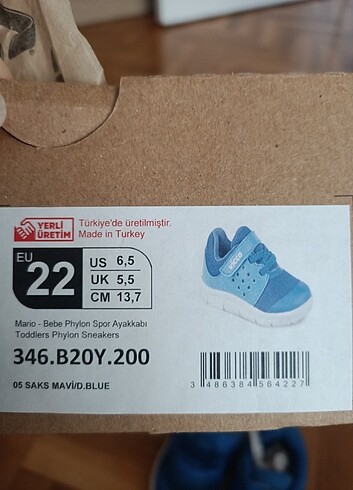 YERLİ
ÜRETİM
Türkiye'de üretilmiştir.
Made in Turkey
EU
22
US 6,5
UK 5,5
CM 13,7
vicco
Mario - Bebe Phylon Spor Ayakkabı
Toddlers Phylon Sneakers
346.B20Y.200
05 SAKS MAVİ/D.BLUE
3 486384 564227